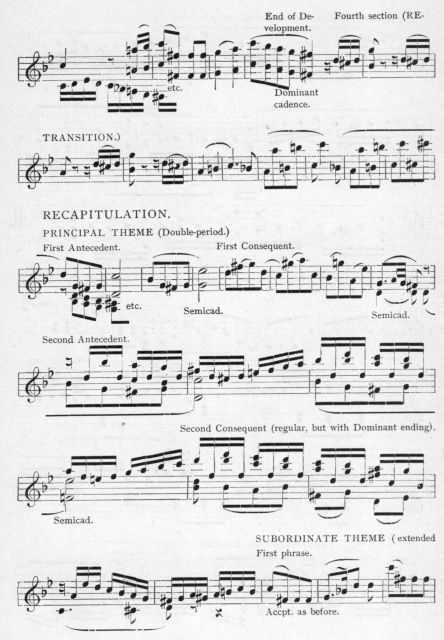 End of De- Fourth section (RE-
velopment,
etc.
Dominant
cadence.
TRANSITION.)
RECAPITULATION.
PRINCIPAL THEME (Double-period.)
First Antecedent. First Consequent.
etc.
Semicad. Semicad.
Second Antecedent.
Second Consequent (regular, but with Dominant ending).
Semicad.
SUBORDINATE THEME ( extended
First phrase.
Accpt. as before.